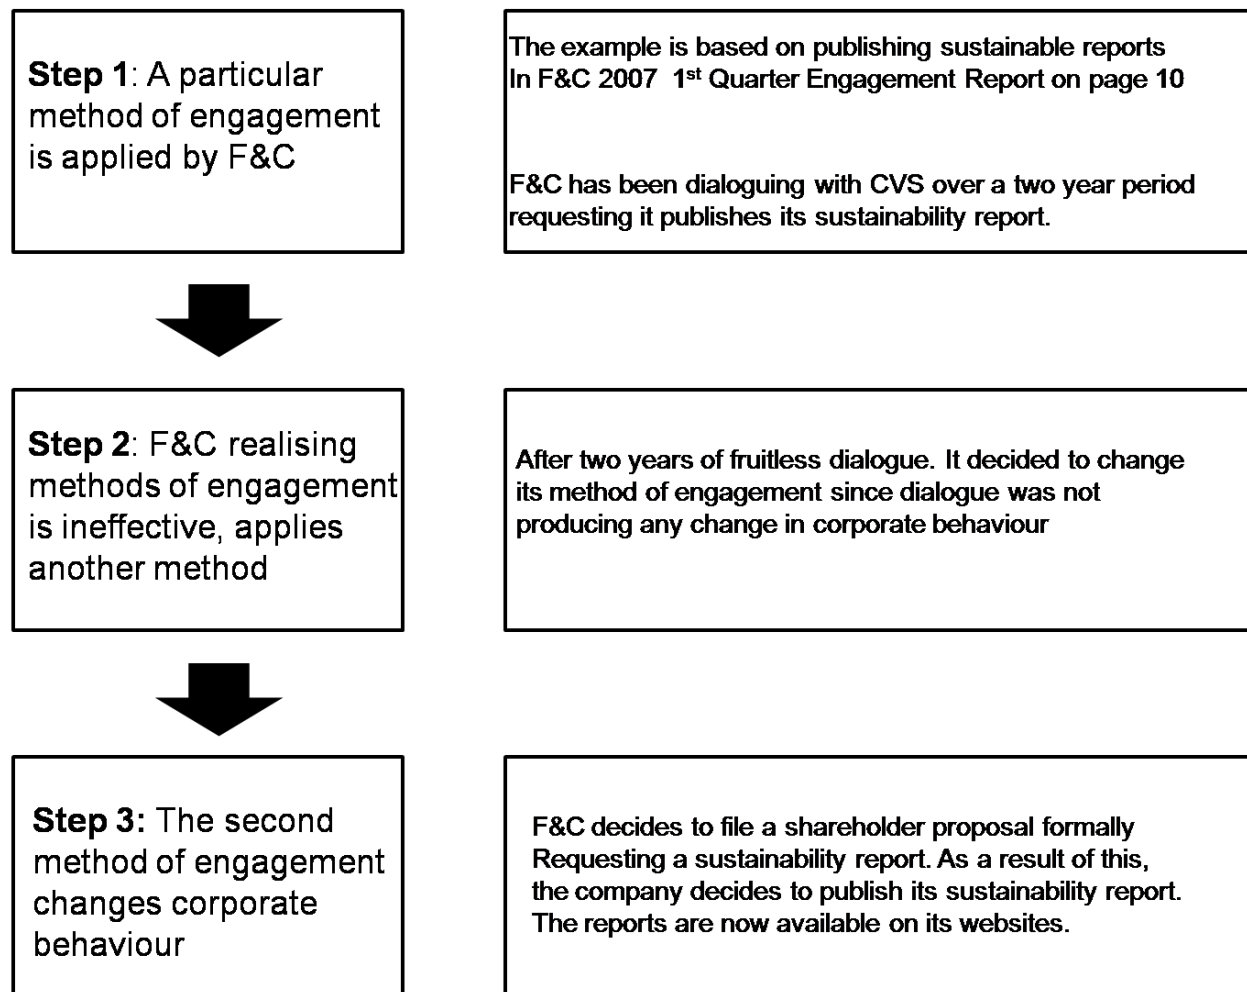 Step 1: A particular
method of engagement
is applied by F&C
The example is based on publishing sustainable reports
In F&C 2007 1st Quarter Engagement Report on page 10
F&C has been dialoguing with CVS over a two year period
requesting it publishes its sustainability report.
Step 2: F&C realising
methods of engagement
is ineffective, applies
another method
After two years of fruitless dialogue. It decided to change
its method of engagement since dialogue was not
producing any change in corporate behaviour
Step 3: The second
method of engagement
changes corporate
behaviour
F&C decides to file a shareholder proposal formally
Requesting a sustainability report. As a result of this,
the company decides to publish its sustainability report.
The reports are now available on its websites.